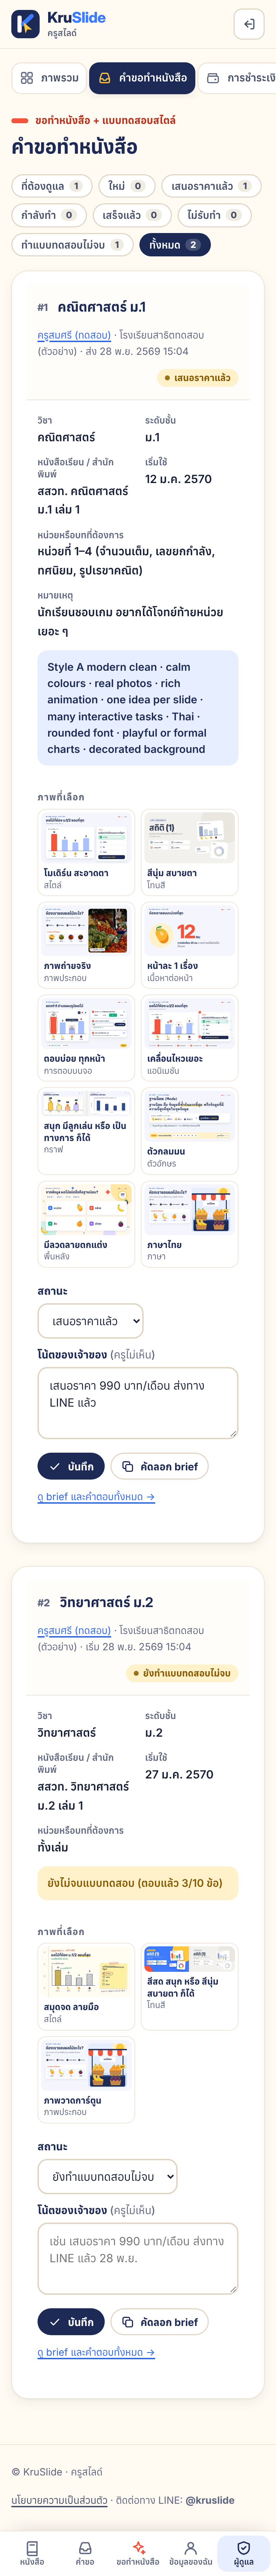 KruSlide
ครูสไลด์
ภาพรวม
คำขอทำหนังสือ
การชำระเงิ
ขอทำหนังสือ + แบบทดสอบสไตล์
คำขอทำหนังสือ
ที่ต้องดูแล 1
ใหม่ 0
เสนอราคาแล้ว 1
กำลังทำ 0
เสร็จแล้ว 0
ไม่รับทำ 0
ทำแบบทดสอบไม่จบ 1
ทั้งหมด 2
#1 คณิตศาสตร์ ม.1
ครูสมศรี (ทดสอบ) · โรงเรียนสาธิตทดสอบ
(ตัวอย่าง) · ส่ง 28 พ.ย. 2569 15:04
เสนอราคาแล้ว
วิชา
คณิตศาสตร์
ระดับชั้น
ม.1
หนังสือเรียน / สำนัก
พิมพ์
สสวท. คณิตศาสตร์
ม.1 เล่ม 1
เริ่มใช้
12 ม.ค. 2570
หน่วยหรือบทที่ต้องการ
หน่วยที่ 1–4 (จำนวนเต็ม, เลขยกกำลัง,
ทศนิยม, รูปเรขาคณิต)
หมายเหตุ
นักเรียนชอบเกม อยากได้โจทย์ท้ายหน่วย
เยอะ ๆ
Style A modern clean · calm
colours · real photos · rich
animation · one idea per slide ·
many interactive tasks · Thai ·
rounded font · playful or formal
charts · decorated background
ภาพที่เลือก
โมเดิร์น สะอาดตา
สไตล์
สถิติ (1)
สีนุ่ม สบายตา
โทนสี
ภาพถ่ายจริง
ภาพประกอบ
12
หน้าละ 1 เรื่อง
เนื้อหาต่อหน้า
ตอบบ่อย ทุกหน้า
การตอบบนจอ
เคลื่อนไหวเยอะ
แอนิเมชัน
สนุก มีลูกเล่น หรือ เป็น
ทางการ ก็ได้
กราฟ
ตัวกลมมน
ตัวอักษร
มีลวดลายตกแต่ง
พื้นหลัง
ภาษาไทย
ภาษา
สถานะ
เสนอราคาแล้ว
โน้ตของเจ้าของ (ครูไม่เห็น)
เสนอราคา 990 บาท/เดือน ส่งทาง
LINE แล้ว
บันทึก
คัดลอก brief
ดู brief และคำตอบทั้งหมด →
#2 วิทยาศาสตร์ ม.2
ครูสมศรี (ทดสอบ) · โรงเรียนสาธิตทดสอบ
(ตัวอย่าง) · เริ่ม 28 พ.ย. 2569 15:04
ยังทำแบบทดสอบไม่จบ
วิชา
วิทยาศาสตร์
ระดับชั้น
ม.2
หนังสือเรียน / สำนัก
พิมพ์
สสวท. วิทยาศาสตร์
ม.2 เล่ม 1
เริ่มใช้
27 ม.ค. 2570
หน่วยหรือบทที่ต้องการ
ทั้งเล่ม
ยังไม่จบแบบทดสอบ (ตอบแล้ว 3/10 ข้อ)
ภาพที่เลือก
สมุดจด ลายมือ
สไตล์
สีสด สนุก หรือ สีนุ่ม
สบายตา ก็ได้
โทนสี
ภาพวาดการ์ตูน
ภาพประกอบ
สถานะ
ยังทำแบบทดสอบไม่จบ
โน้ตของเจ้าของ (ครูไม่เห็น)
เช่น เสนอราคา 990 บาท/เดือน ส่งทาง
LINE แล้ว 28 พ.ย.
บันทึก
คัดลอก brief
ดู brief และคำตอบทั้งหมด →
© KruSlide · ครูสไลด์
นโยบายความเป็นส่วนตัว · ติดต่อทาง LINE: @kruslide
หนังสือ
คำขอ
ขอทำหนังสือ
ข้อมูลของฉัน
ผู้ดูแล